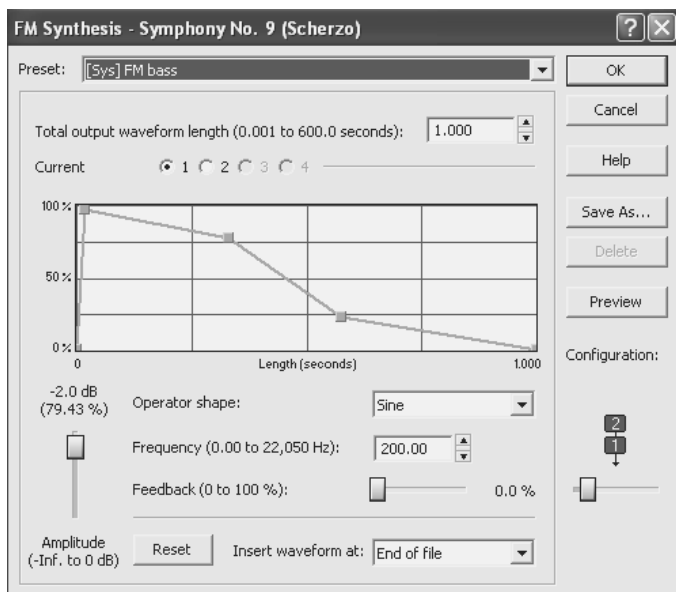 FM Synthesis - Symphony No. 9 (Scherzo)
Preset: [Sys] FM bass
OK
Cancel
Help
Save As...
Delete
Preview
Configuration:
2
1
Total output waveform length (0.001 to 600.0 seconds): 1.000
Current 1 2 3 4
100 %
50 %
0 %
0 Length (seconds) 1.000
-2.0 dB
(79.43 %)
Operator shape: Sine
Frequency (0.00 to 22,050 Hz): 200.00
Feedback (0 to 100 %): 0.0 %
Amplitude
(-Inf. to 0 dB)
Reset Insert waveform at: End of file